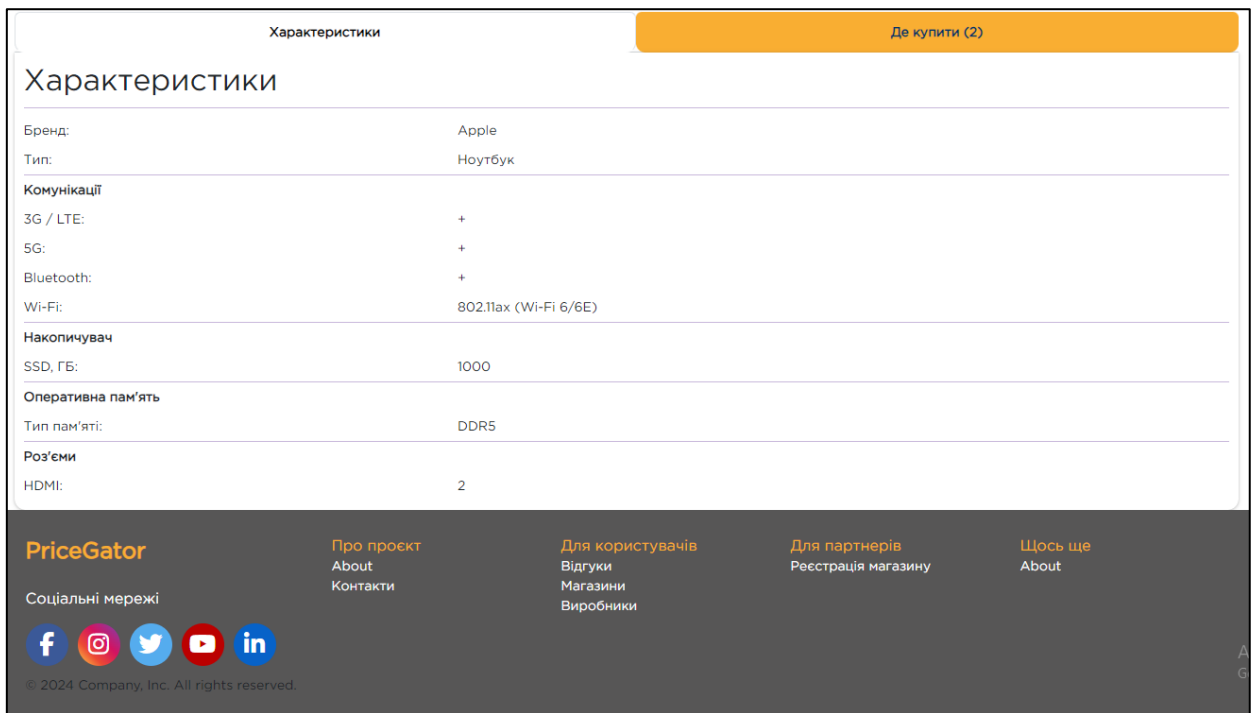 Характеристики
Де купити (2)
Характеристики
Бренд: Apple
Тип: Ноутбук
Комунікації
3G / LTE: +
5G: +
Bluetooth: +
Wi-Fi: 802.11ax (Wi-Fi 6/6E)
Накопичувач
SSD, ГБ: 1000
Оперативна пам'ять
Тип пам'яті: DDR5
Роз'єми
HDMI: 2
PriceGator
Соціальні мережі
© 2024 Company, Inc. All rights reserved.
Про проєкт
About
Контакти
Для користувачів
Відгуки
Магазини
Виробники
Для партнерів
Реєстрація магазину
Щось ще
About